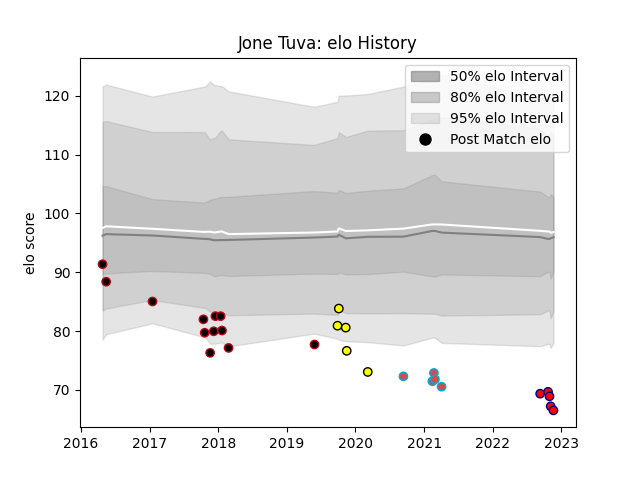 Jone Tuva: elo History
50% elo Interval
80% elo Interval
95% elo Interval
Post Match elo
elo score
120
110
100
90
80
70
2016 2017 2018 2019 2020 2021 2022 2023